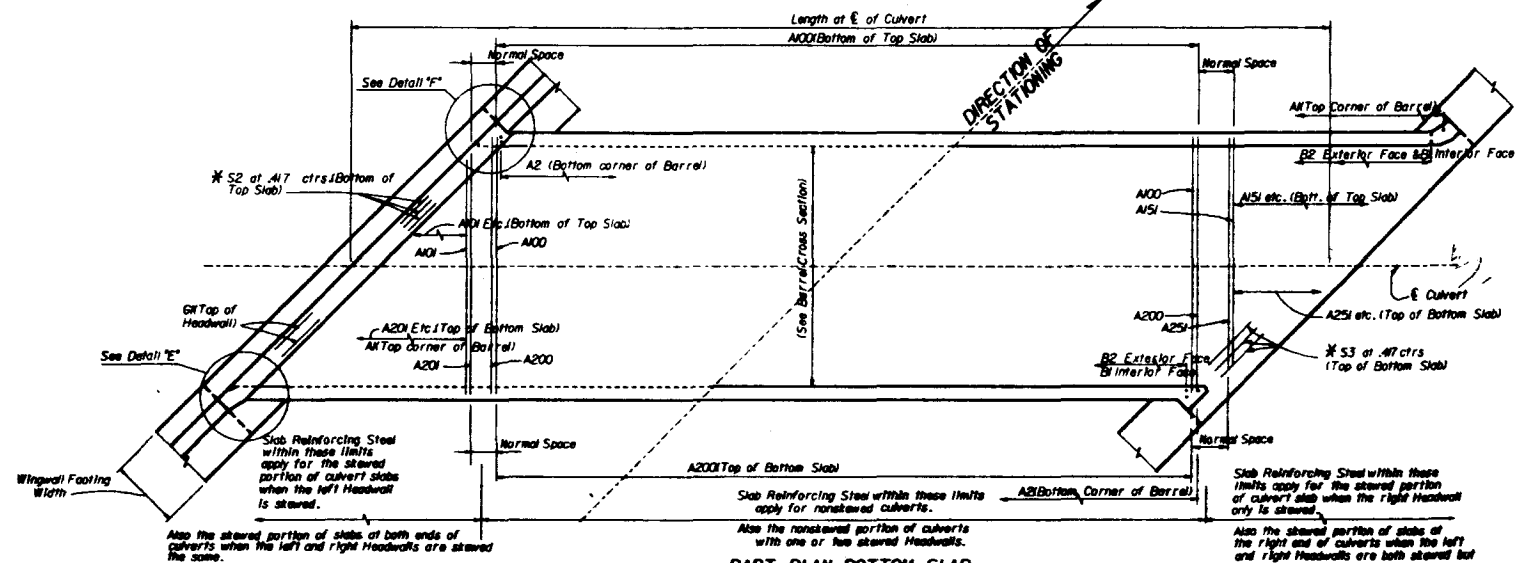 Length at ℄ of Culvert
A100(Bottom of Top Slab)
Normal Space
Normal Space
See Detail "F"
DIRECTION OF
STATIONING
A1(Top Corner of Barrel)
B2 Exterior Face & B1 Interior Face
A2 (Bottom corner of Barrel)
* S2 at .417 ctrs.(Bottom of
Top Slab)
A101 Etc.(Bottom of Top Slab)
A101
A100
(See Barrel Cross Section)
A100
A151
A151 etc. (Bott. of Top Slab)
℄ Culvert
G1(Top of
Headwall)
A201 Etc.(Top of Bottom Slab)
A1(Top corner of Barrel)
A201
A200
A200
A251
A251 etc. (Top of Bottom Slab)
* S3 at .417 ctrs
(Top of Bottom Slab)
B2 Exterior Face
B1 Interior Face
See Detail "E"
Wingwall Footing
Width
Slab Reinforcing Steel
within these limits
apply for the skewed
portion of culvert slabs
when the left Headwall
is skewed.
Also the skewed portion of slabs at both ends of
culverts when the left and right Headwalls are skewed
the same.
Normal Space
Normal Space
A200(Top of Bottom Slab)
A2(Bottom Corner of Barrel)
Slab Reinforcing Steel within these limits
apply for nonskewed culverts.
Also the nonskewed portion of culverts
with one or two skewed Headwalls.
Slab Reinforcing Steel within these
limits apply for the skewed portion
of culvert slab when the right Headwall
only is skewed
Also the skewed portion of slabs at
the right end of culverts when the left
and right Headwalls are both skewed but
PART PLAN BOTTOM SLAB